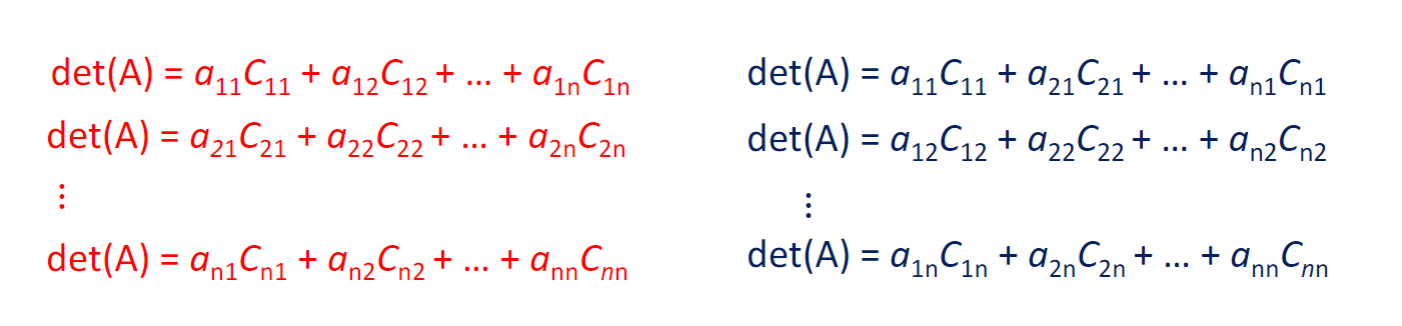 det(A) = a₁₁C₁₁ + a₁₂C₁₂ + ... + a₁ₙC₁ₙ
det(A) = a₂₁C₂₁ + a₂₂C₂₂ + ... + a₂ₙC₂ₙ
⋮
det(A) = aₙ₁Cₙ₁ + aₙ₂Cₙ₂ + ... + aₙₙCₙₙ
det(A) = a₁₁C₁₁ + a₂₁C₂₁ + ... + aₙ₁Cₙ₁
det(A) = a₁₂C₁₂ + a₂₂C₂₂ + ... + aₙ₂Cₙ₂
⋮
det(A) = a₁ₙC₁ₙ + a₂ₙC₂ₙ + ... + aₙₙCₙₙ